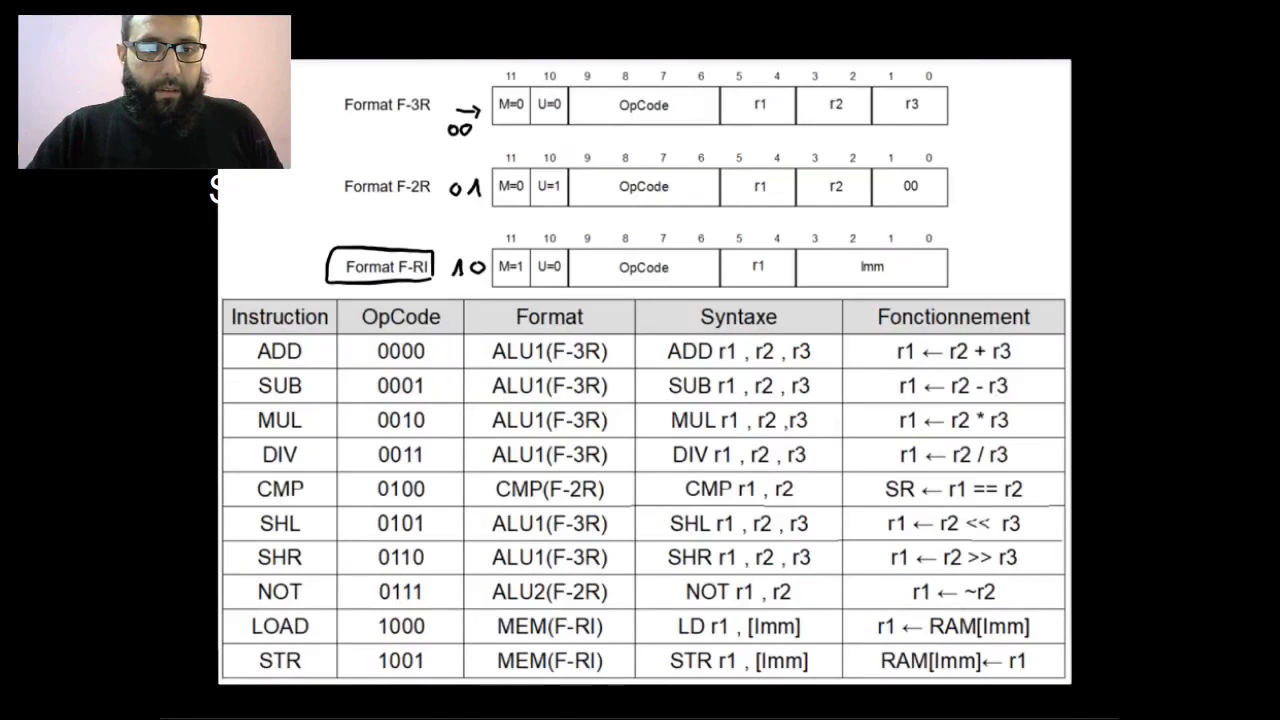 11 10 9 8 7 6 5 4 3 2 1 0
Format F-3R 00 M=0 U=0 OpCode r1 r2 r3
11 10 9 8 7 6 5 4 3 2 1 0
Format F-2R 01 M=0 U=1 OpCode r1 r2 00
11 10 9 8 7 6 5 4 3 2 1 0
Format F-RI 10 M=1 U=0 OpCode r1 Imm
Instruction OpCode Format Syntaxe Fonctionnement
ADD 0000 ALU1(F-3R) ADD r1 , r2 , r3 r1 ← r2 + r3
SUB 0001 ALU1(F-3R) SUB r1 , r2 , r3 r1 ← r2 - r3
MUL 0010 ALU1(F-3R) MUL r1 , r2 ,r3 r1 ← r2 * r3
DIV 0011 ALU1(F-3R) DIV r1 , r2 , r3 r1 ← r2 / r3
CMP 0100 CMP(F-2R) CMP r1 , r2 SR ← r1 == r2
SHL 0101 ALU1(F-3R) SHL r1 , r2 , r3 r1 ← r2 << r3
SHR 0110 ALU1(F-3R) SHR r1 , r2 , r3 r1 ← r2 >> r3
NOT 0111 ALU2(F-2R) NOT r1 , r2 r1 ← ~r2
LOAD 1000 MEM(F-RI) LD r1 , [Imm] r1 ← RAM[Imm]
STR 1001 MEM(F-RI) STR r1 , [Imm] RAM[Imm]← r1